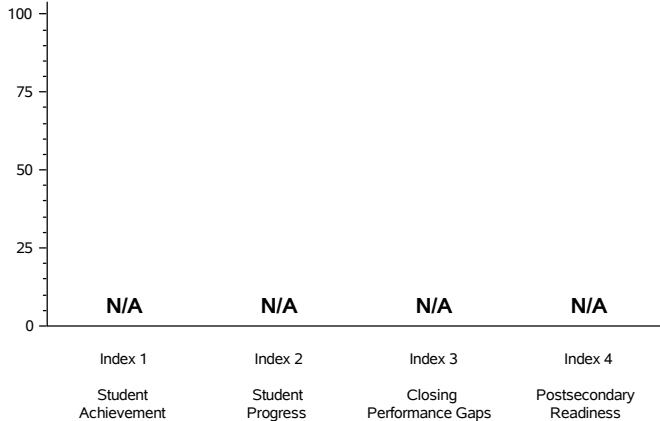 100
75
50
25
0
N/A N/A N/A N/A
Index 1 Index 2 Index 3 Index 4
Student Student Closing Postsecondary
Achievement Progress Performance Gaps Readiness